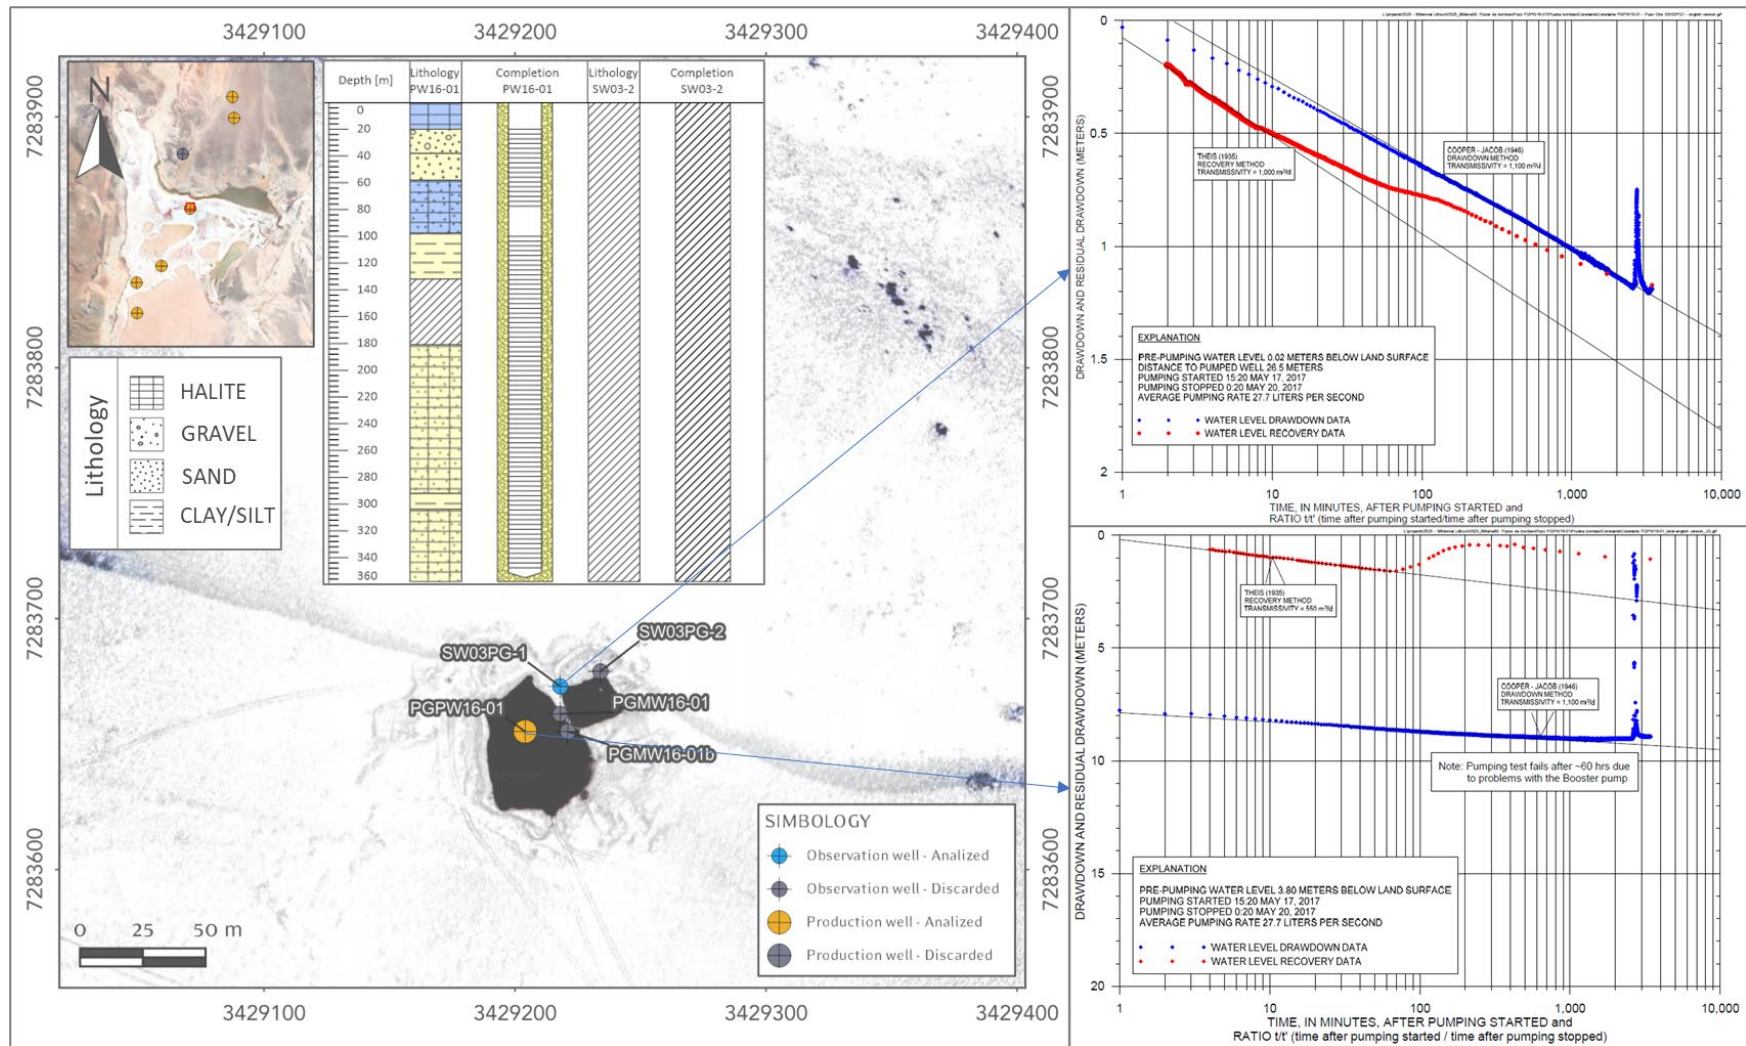 3429100 3429200 3429300 3429400
7283900
7283800
7283700
7283600
N
Depth [m] Lithology PW16-01 Completion PW16-01 Lithology SW03-2 Completion SW03-2
0
20
40
60
80
100
120
140
160
180
200
220
240
260
280
300
320
340
360
Lithology
HALITE
GRAVEL
SAND
CLAY/SILT
SW03PG-2
SW03PG-1
PGMW16-01
PGPW16-01
PGMW16-01b
SIMBOLOGY
Observation well - Analized
Observation well - Discarded
Production well - Analized
Production well - Discarded
0 25 50 m
7283900
7283800
7283700
7283600
3429100 3429200 3429300 3429400
DRAWDOWN AND RESIDUAL DRAWDOWN (METERS)
0
0.5
1
1.5
2
THEIS (1935)
RECOVERY METHOD
TRANSMISSIVITY = 1,000 m²/d
COOPER - JACOB (1946)
DRAWDOWN METHOD
TRANSMISSIVITY = 1,100 m²/d
EXPLANATION
PRE-PUMPING WATER LEVEL 0.02 METERS BELOW LAND SURFACE
DISTANCE TO PUMPED WELL 26.5 METERS
PUMPING STARTED 15:20 MAY 17, 2017
PUMPING STOPPED 0:20 MAY 20, 2017
AVERAGE PUMPING RATE 27.7 LITERS PER SECOND
WATER LEVEL DRAWDOWN DATA
WATER LEVEL RECOVERY DATA
1 10 100 1,000 10,000
TIME, IN MINUTES, AFTER PUMPING STARTED and
RATIO t/t' (time after pumping started/time after pumping stopped)
DRAWDOWN AND RESIDUAL DRAWDOWN (METERS)
0
5
10
15
20
THEIS (1935)
RECOVERY METHOD
TRANSMISSIVITY = 550 m²/d
COOPER - JACOB (1946)
DRAWDOWN METHOD
TRANSMISSIVITY = 1,100 m²/d
Note: Pumping test fails after ~60 hrs due
to problems with the Booster pump
EXPLANATION
PRE-PUMPING WATER LEVEL 3.80 METERS BELOW LAND SURFACE
PUMPING STARTED 15:20 MAY 17, 2017
PUMPING STOPPED 0:20 MAY 20, 2017
AVERAGE PUMPING RATE 27.7 LITERS PER SECOND
WATER LEVEL DRAWDOWN DATA
WATER LEVEL RECOVERY DATA
1 10 100 1,000 10,000
TIME, IN MINUTES, AFTER PUMPING STARTED and
RATIO t/t' (time after pumping started / time after pumping stopped)